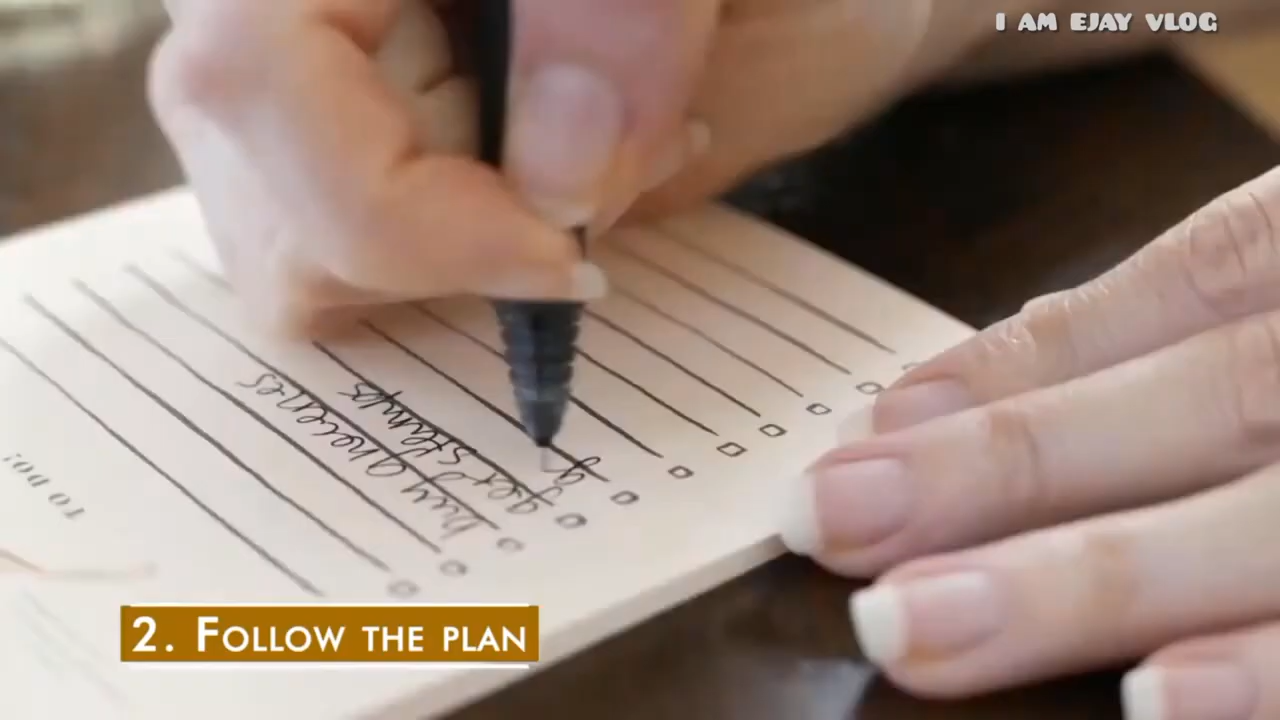 I AM EJAY VLOG
TO DO!
buy groceries
get stamps
g
2. FOLLOW THE PLAN